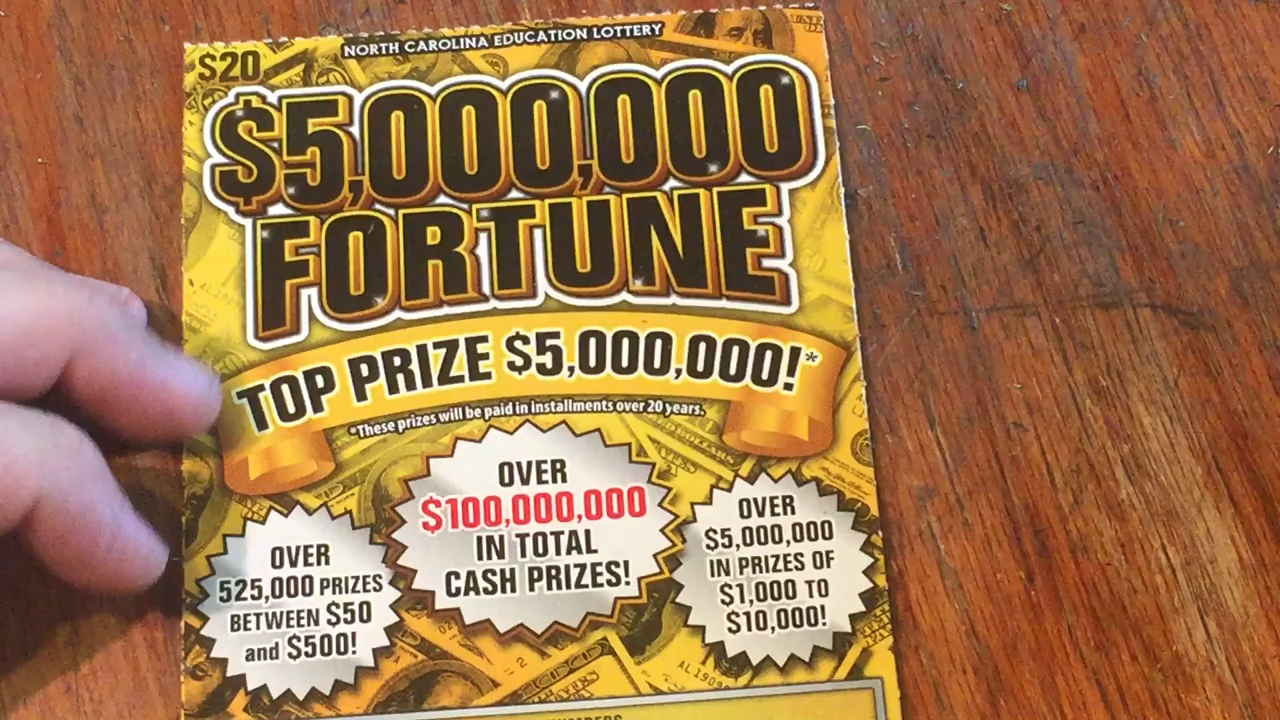 NORTH CAROLINA EDUCATION LOTTERY
$20
$5,000,000
FORTUNE
TOP PRIZE $5,000,000!*
*These prizes will be paid in installments over 20 years.
OVER
$100,000,000
IN TOTAL
CASH PRIZES!
OVER
525,000 PRIZES
BETWEEN $50
and $500!
OVER
$5,000,000
IN PRIZES OF
$1,000 TO
$10,000!